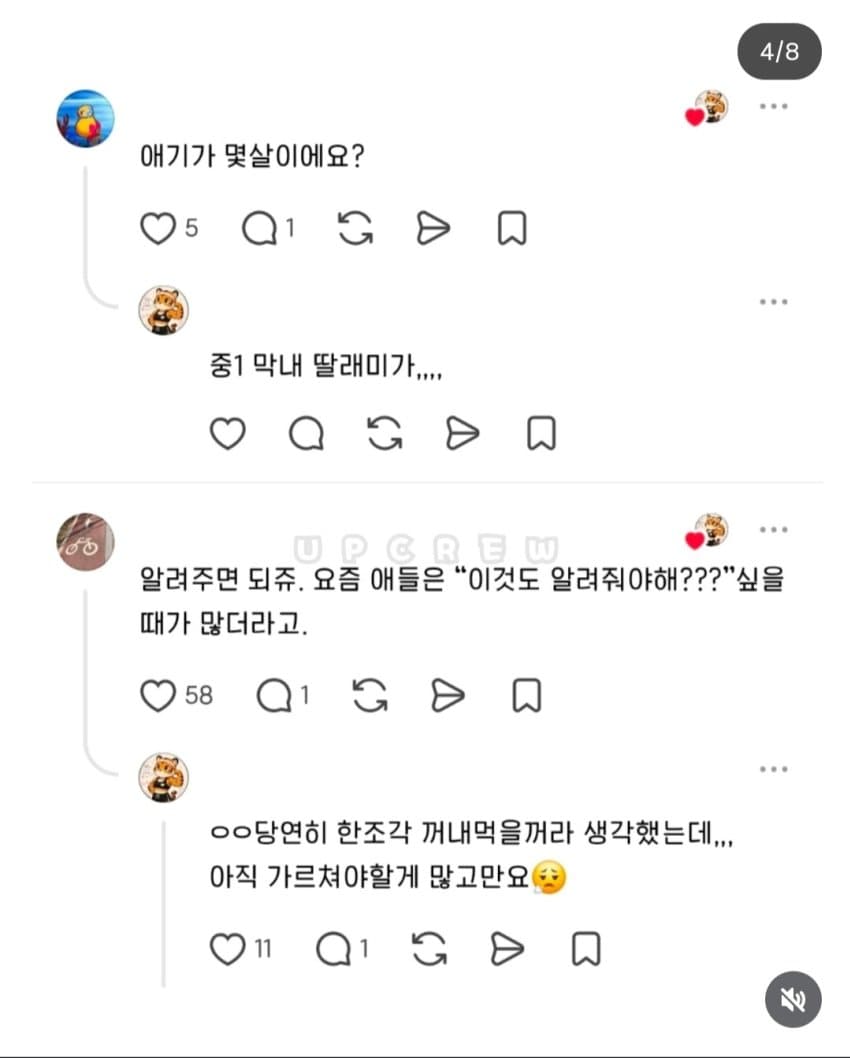 4/8
애기가 몇살이에요?
5 1
중1 막내 딸래미가,,,,
UPCREW
알려주면 되쥬. 요즘 애들은 “이것도 알려줘야해???”싶을
때가 많더라고.
58 1
ㅇㅇ당연히 한조각 꺼내먹을꺼라 생각했는데,,,
아직 가르쳐야할게 많고만요😮‍💨
11 1